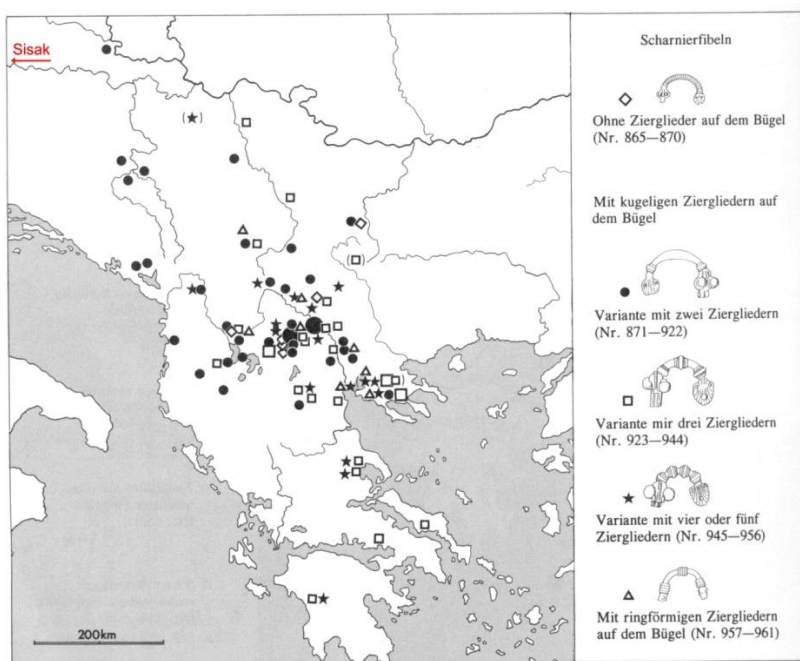 Sisak
200km
Scharnierfibeln
Ohne Zierglieder auf dem Bügel
(Nr. 865—870)
Mit kugeligen Ziergliedern auf
dem Bügel
Variante mit zwei Ziergliedern
(Nr. 871—922)
Variante mir drei Ziergliedern
(Nr. 923—944)
Variante mit vier oder fünf
Ziergliedern (Nr. 945—956)
Mit ringförmigen Ziergliedern
auf dem Bügel (Nr. 957—961)